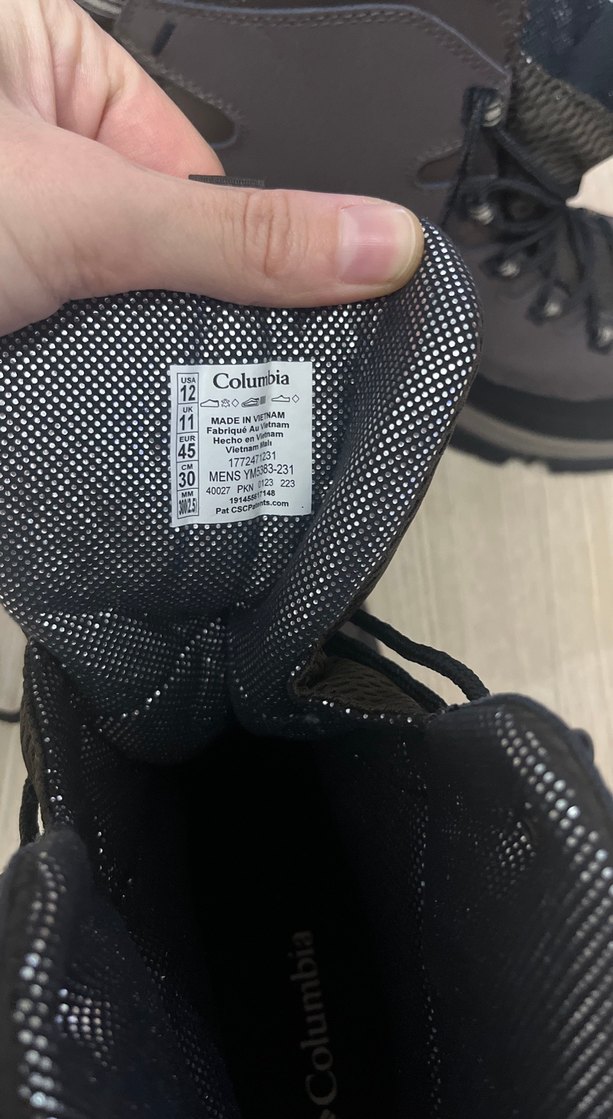 Columbia
USA
12
UK
11
EUR
45
CM
30
MM
MADE IN VIETNAM
Fabriqué Au Vietnam
Hecho en Vietnam
Vietnam Malı
1772471231
MENS YM5383-231
40027 PKN 0123 223
Pat CSCPatents.com
Columbia